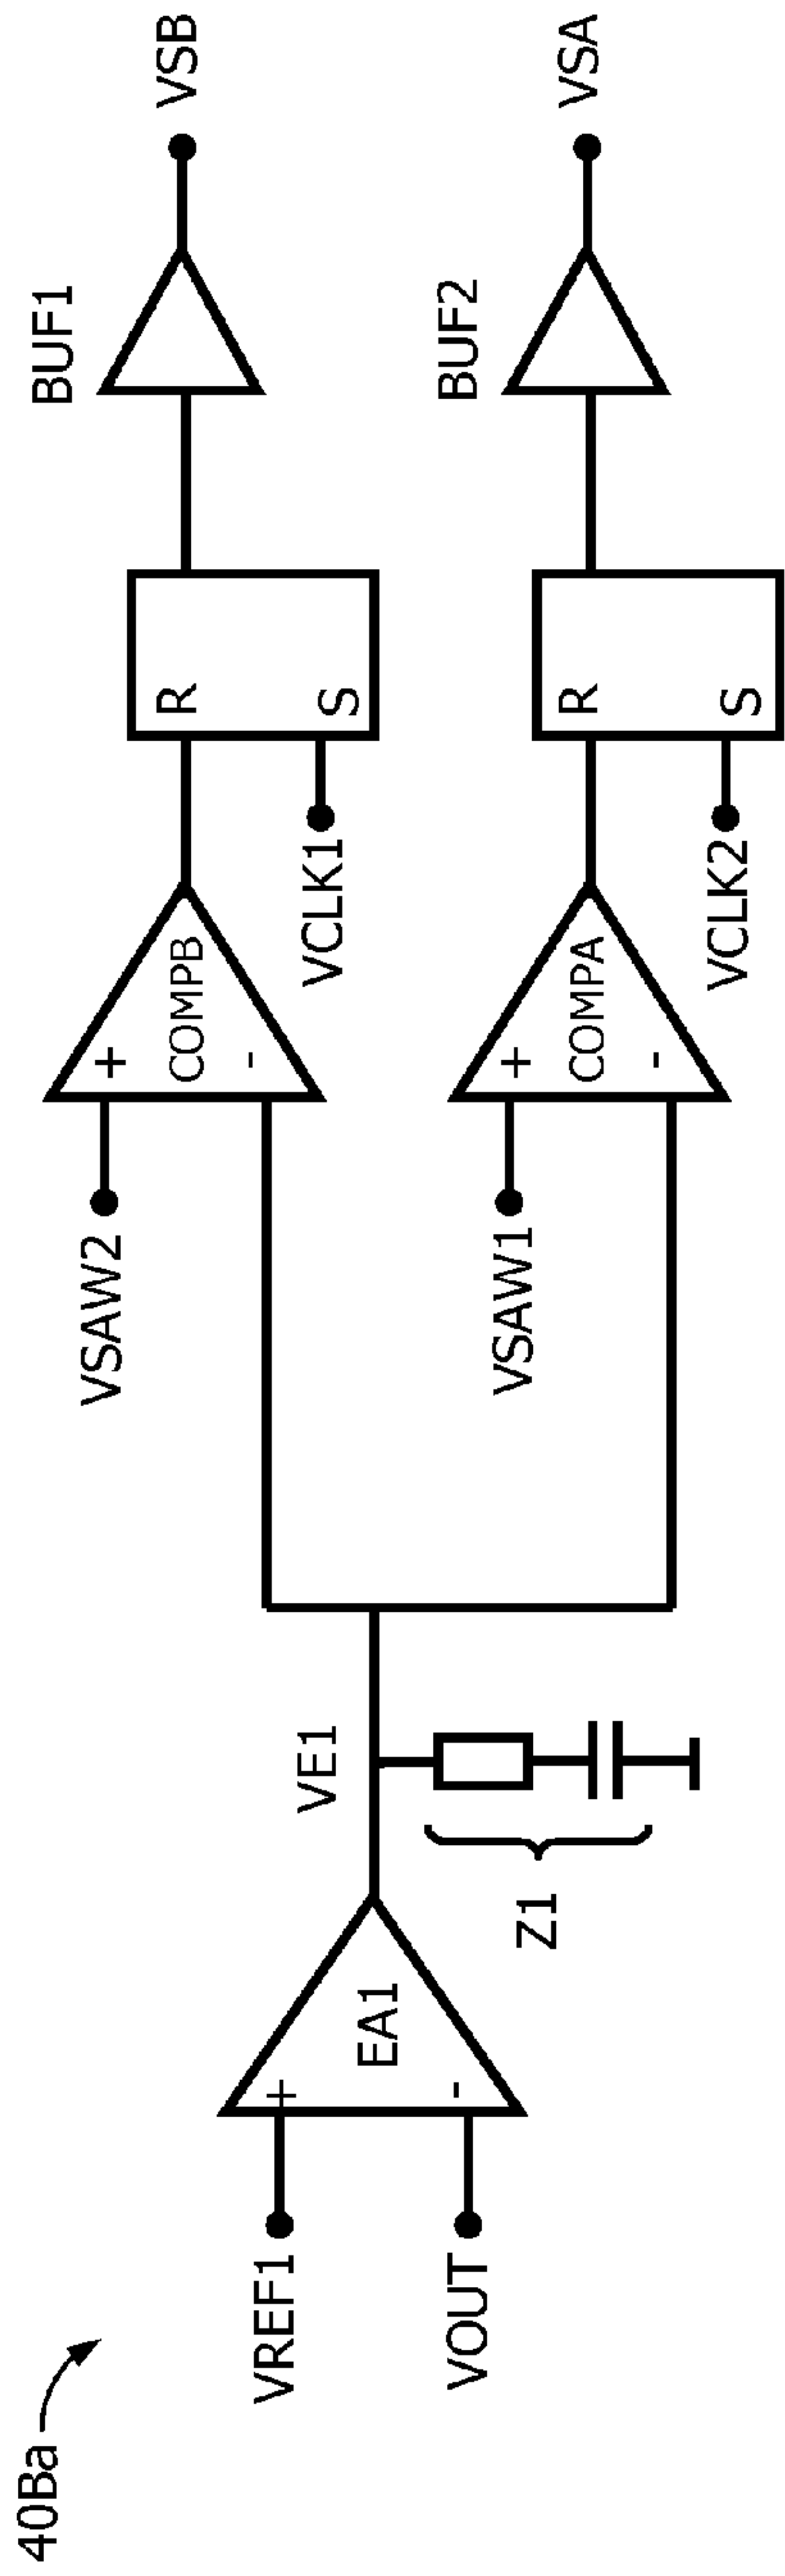 40Ba
VREF1
VOUT
+
-
EA1
VE1
Z1
VSAW2
+
-
COMPB
VCLK1
R
S
BUF1
VSB
VSAW1
+
-
COMPA
VCLK2
R
S
BUF2
VSA